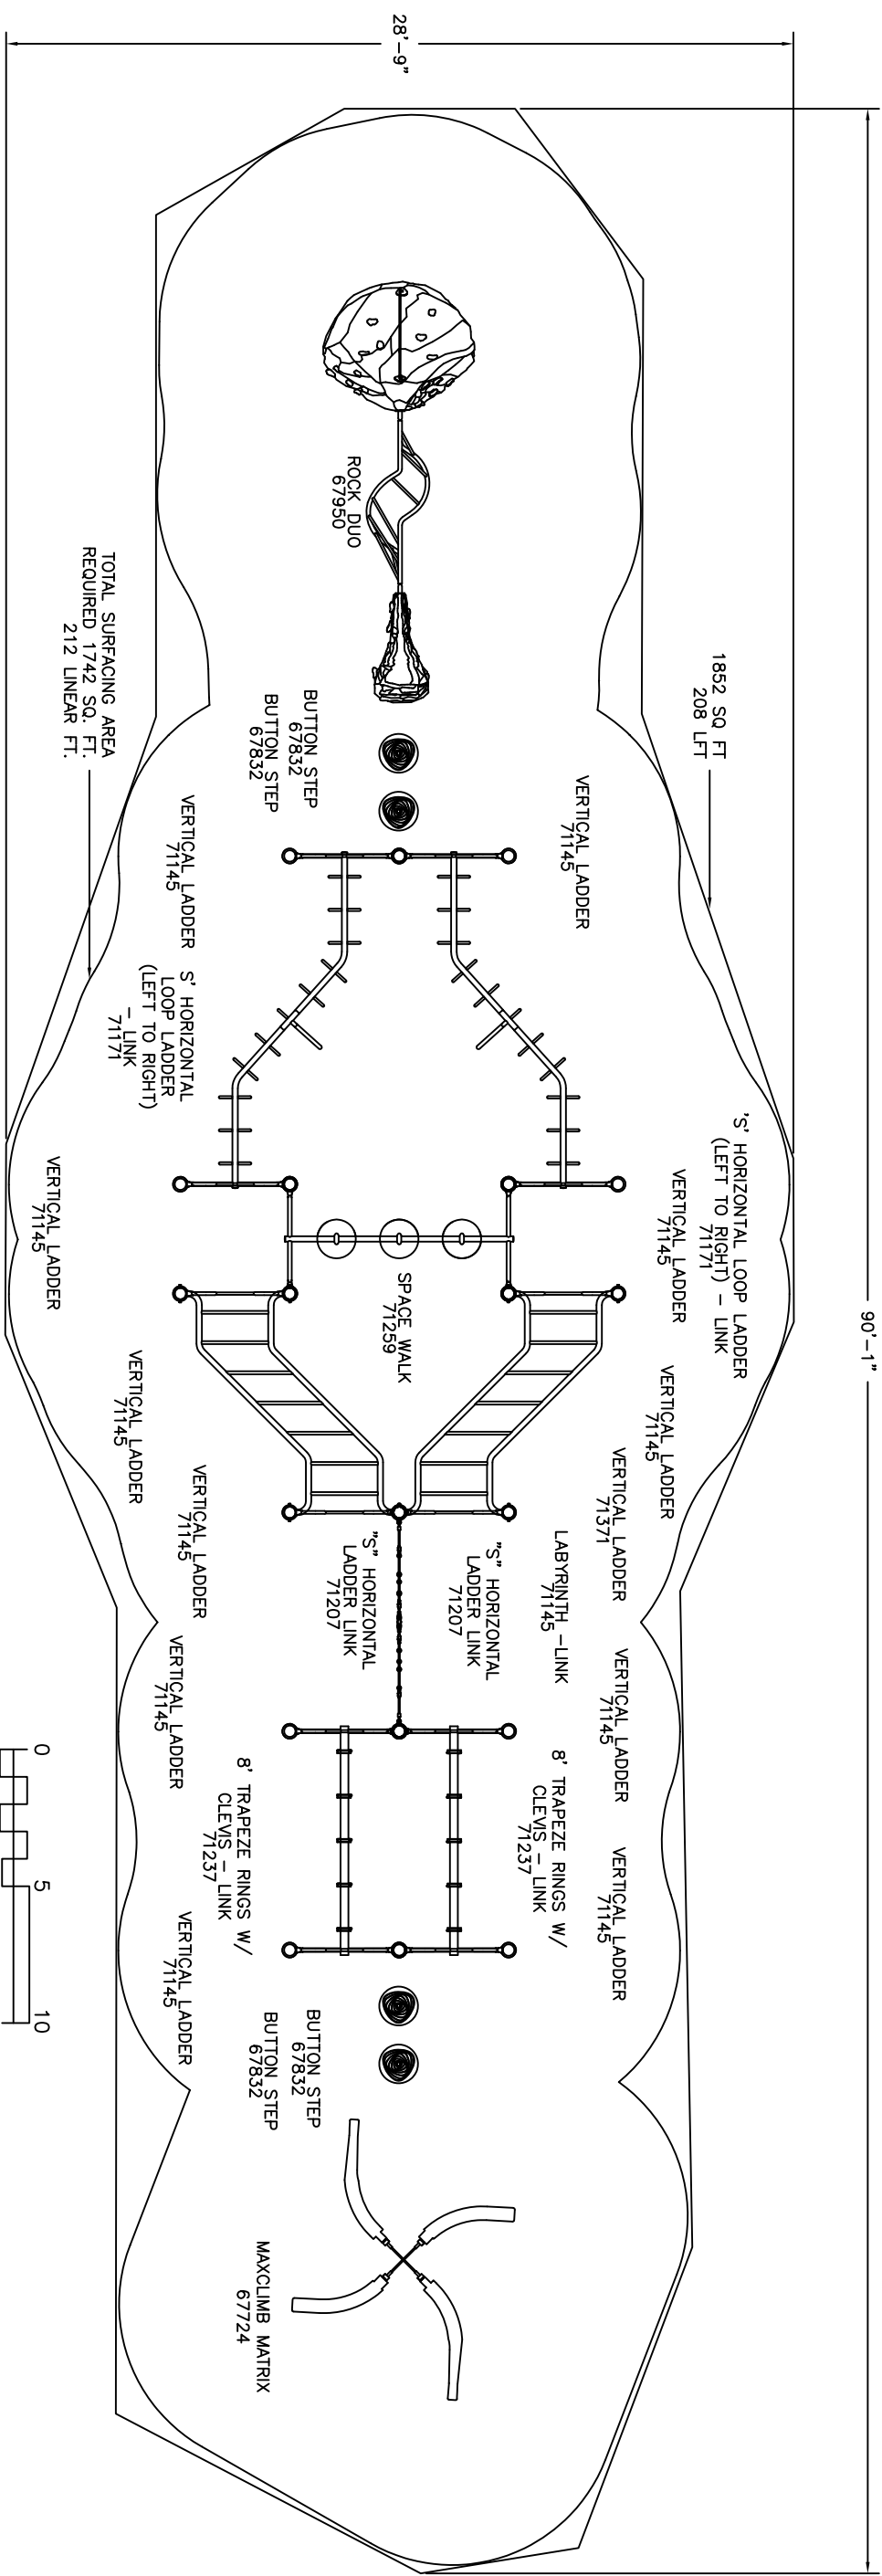 28'-9"
90'-1"
1852 SQ FT
208 LFT
TOTAL SURFACING AREA
REQUIRED 1742 SQ. FT.
212 LINEAR FT.
ROCK DUO
67950
BUTTON STEP
67832
BUTTON STEP
67832
VERTICAL LADDER
71145
VERTICAL LADDER
71145
S' HORIZONTAL
LOOP LADDER
(LEFT TO RIGHT)
- LINK
71171
'S' HORIZONTAL LOOP LADDER
(LEFT TO RIGHT) - LINK
71171
VERTICAL LADDER
71145
VERTICAL LADDER
71145
SPACE WALK
71259
VERTICAL LADDER
71145
VERTICAL LADDER
71145
VERTICAL LADDER
71371
VERTICAL LADDER
71145
LABYRINTH -LINK
71145
"S" HORIZONTAL
LADDER LINK
71207
"S" HORIZONTAL
LADDER LINK
71207
VERTICAL LADDER
71145
VERTICAL LADDER
71145
8' TRAPEZE RINGS W/
CLEVIS - LINK
71237
8' TRAPEZE RINGS W/
CLEVIS - LINK
71237
VERTICAL LADDER
71145
VERTICAL LADDER
71145
BUTTON STEP
67832
BUTTON STEP
67832
MAXCLIMB MATRIX
67724
0 5 10